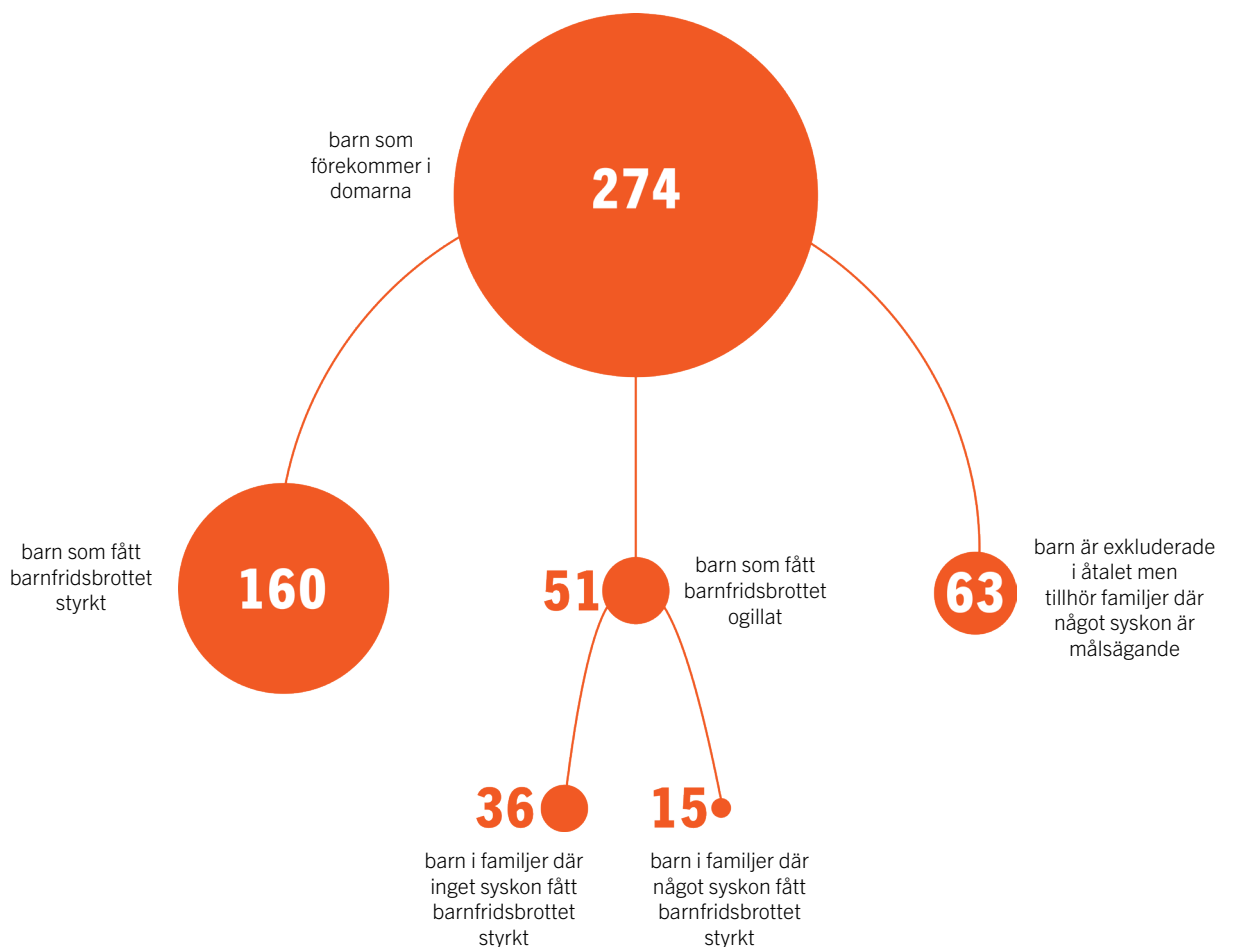 barn som
förekommer i
domarna
274
barn som fått
barnfridsbrottet
styrkt
160
51
barn som fått
barnfridsbrottet
ogillat
63
barn är exkluderade
i åtalet men
tillhör familjer där
något syskon är
målsägande
36
barn i familjer där
inget syskon fått
barnfridsbrottet
styrkt
15
barn i familjer där
något syskon fått
barnfridsbrottet
styrkt